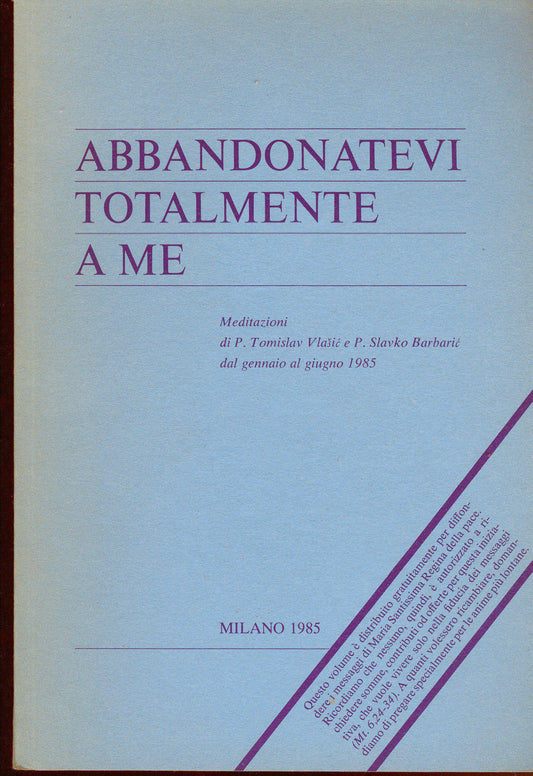 ABBANDONATEVI
TOTALMENTE
A ME
Meditazioni
di P. Tomislav Vlašić e P. Slavko Barbarić
dal gennaio al giugno 1985
MILANO 1985
Questo volume è distribuito gratuitamente per diffon-
dere i messaggi di Maria Santissima Regina della pace.
Ricordiamo che nessuno, quindi, è autorizzato a ri-
chiedere somme, contributi od offerte per questa inizia-
tiva, che vuole vivere solo nella fiducia dei messaggi
(Mt. 6,24-34). A quanti volessero ricambiare, doman-
diamo di pregare specialmente per le anime più lontane.